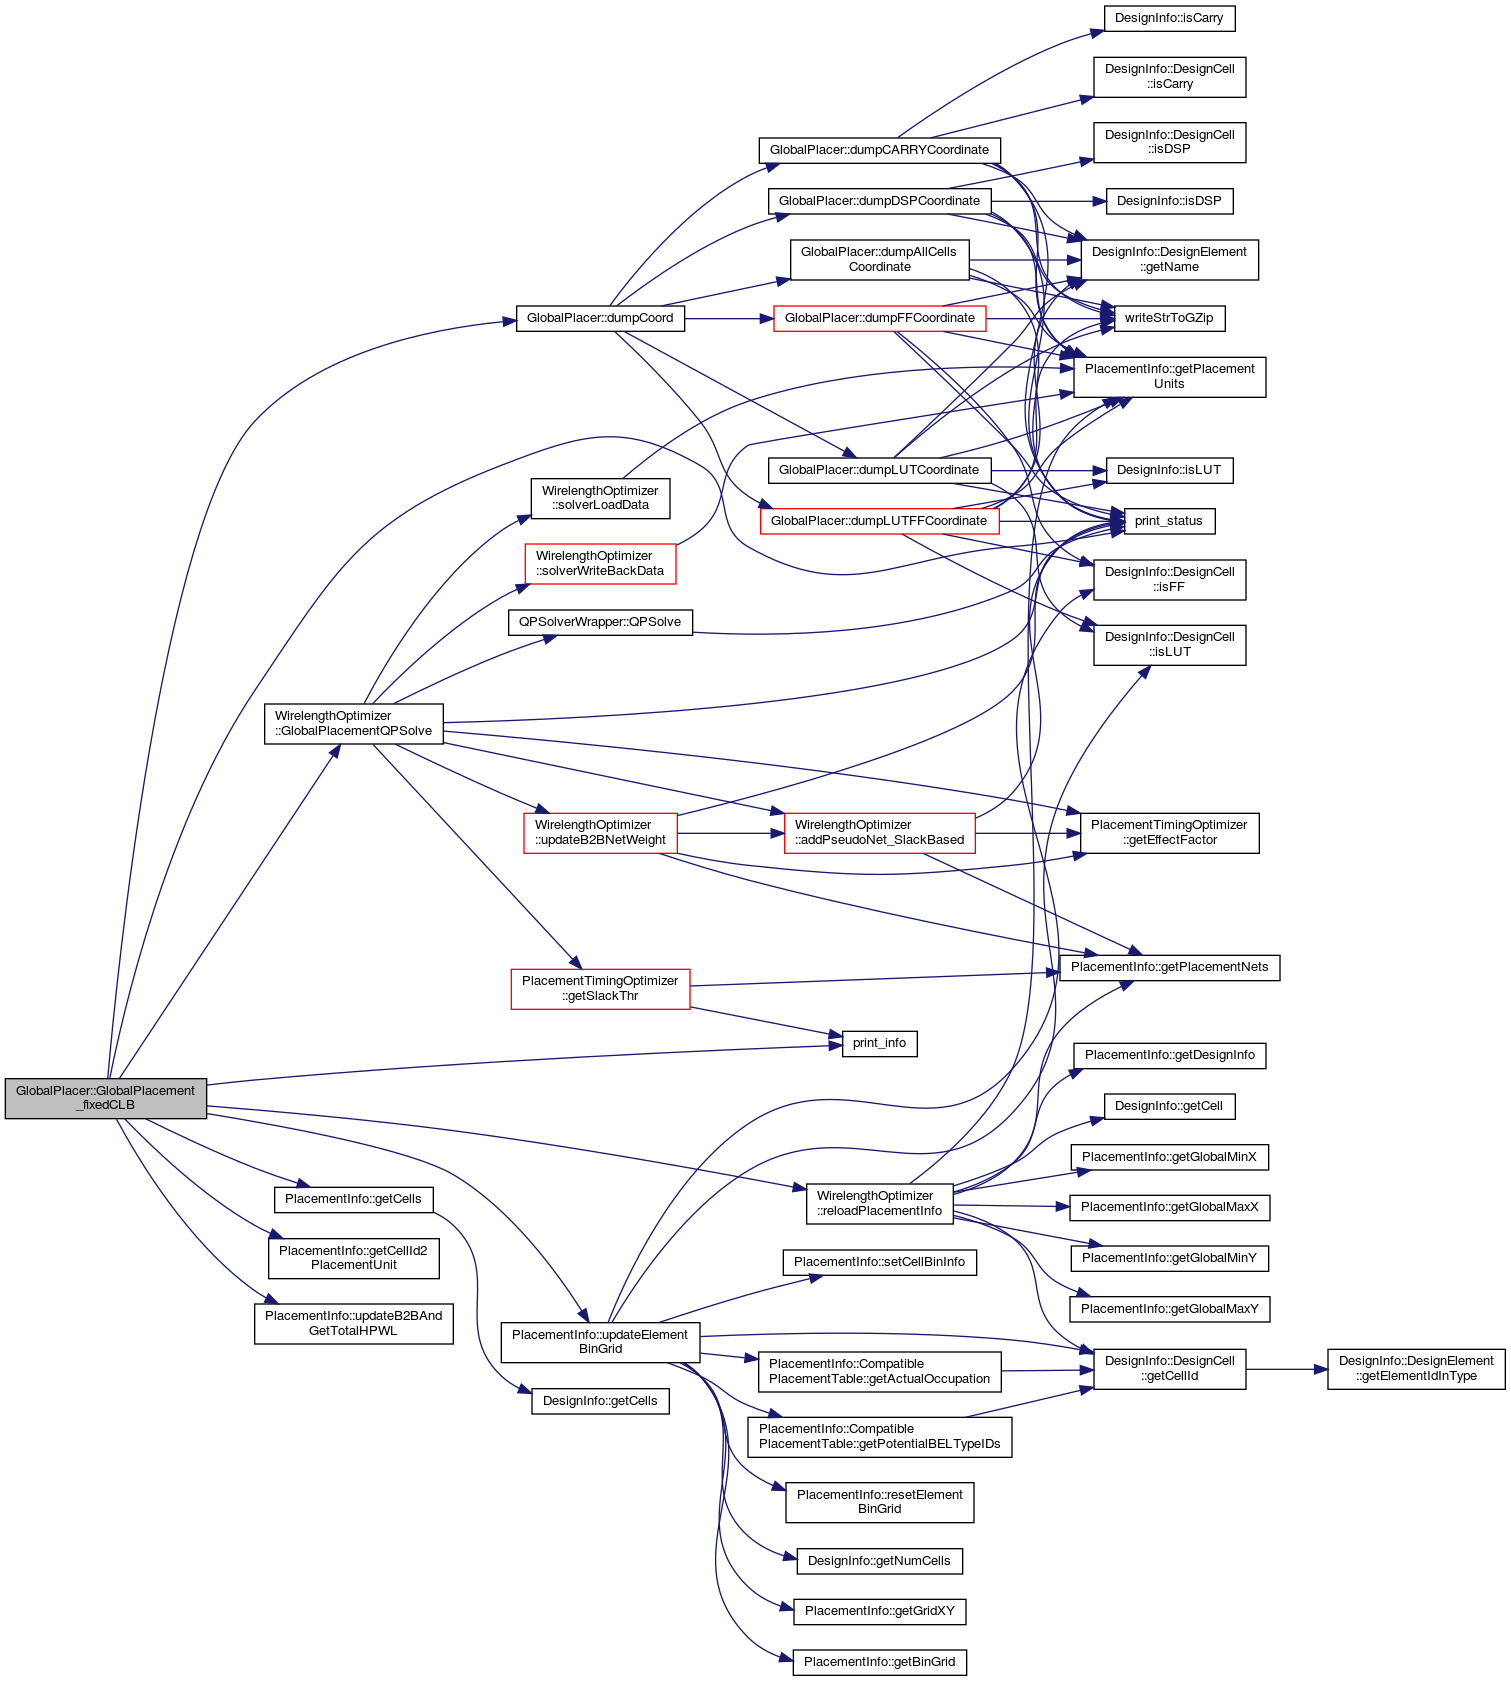 DesignInfo::isCarry
DesignInfo::DesignCell
::isCarry
DesignInfo::DesignCell
::isDSP
GlobalPlacer::dumpCARRYCoordinate
GlobalPlacer::dumpDSPCoordinate
DesignInfo::isDSP
GlobalPlacer::dumpAllCells
Coordinate
DesignInfo::DesignElement
::getName
GlobalPlacer::dumpCoord
GlobalPlacer::dumpFFCoordinate
writeStrToGZip
PlacementInfo::getPlacement
Units
GlobalPlacer::dumpLUTCoordinate
DesignInfo::isLUT
WirelengthOptimizer
::solverLoadData
GlobalPlacer::dumpLUTFFCoordinate
print_status
WirelengthOptimizer
::solverWriteBackData
DesignInfo::DesignCell
::isFF
QPSolverWrapper::QPSolve
DesignInfo::DesignCell
::isLUT
WirelengthOptimizer
::GlobalPlacementQPSolve
WirelengthOptimizer
::updateB2BNetWeight
WirelengthOptimizer
::addPseudoNet_SlackBased
PlacementTimingOptimizer
::getEffectFactor
PlacementTimingOptimizer
::getSlackThr
PlacementInfo::getPlacementNets
print_info
PlacementInfo::getDesignInfo
GlobalPlacer::GlobalPlacement
_fixedCLB
DesignInfo::getCell
PlacementInfo::getGlobalMinX
PlacementInfo::getCells
WirelengthOptimizer
::reloadPlacementInfo
PlacementInfo::getGlobalMaxX
PlacementInfo::getCellId2
PlacementUnit
PlacementInfo::setCellBinInfo
PlacementInfo::getGlobalMinY
PlacementInfo::updateB2BAnd
GetTotalHPWL
PlacementInfo::getGlobalMaxY
PlacementInfo::updateElement
BinGrid
PlacementInfo::Compatible
PlacementTable::getActualOccupation
DesignInfo::DesignCell
::getCellId
DesignInfo::DesignElement
::getElementIdInType
DesignInfo::getCells
PlacementInfo::Compatible
PlacementTable::getPotentialBELTypeIDs
PlacementInfo::resetElement
BinGrid
DesignInfo::getNumCells
PlacementInfo::getGridXY
PlacementInfo::getBinGrid